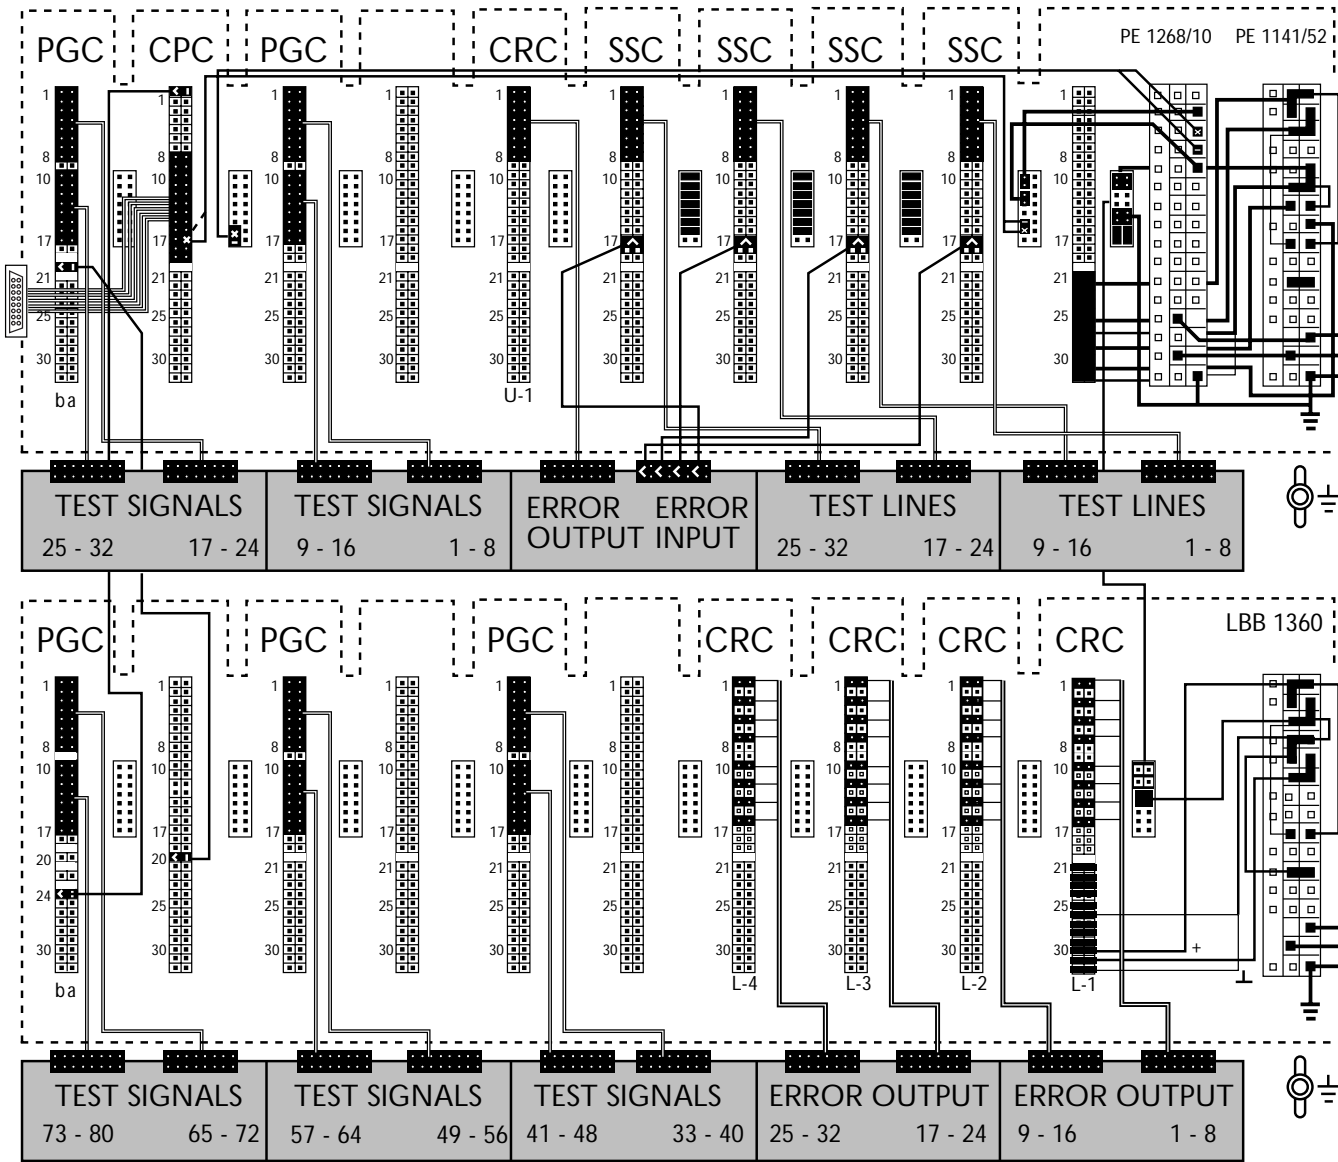 PGC CPC PGC CRC SSC SSC SSC SSC PE 1268/10 PE 1141/52
1 1 1 1 1 1 1 1 1 1
8 8 8 8 8 8 8 8 8 8
10 10 10 10 10 10 10 10 10
17 17 17 17 17 17 17 17 17 17
21 21 21 21 21 21 21 21 21 21
25 25 25 25 25 25 25 25 25 25
30 30 30 30 30 30 30 30 30 30
b a U-1
TEST SIGNALS TEST SIGNALS ERROR OUTPUT ERROR INPUT TEST LINES TEST LINES
25 - 32 17 - 24 9 - 16 1 - 8 25 - 32 17 - 24 9 - 16 1 - 8
PGC PGC PGC CRC CRC CRC CRC LBB 1360
1 1 1 1 1 1 1 1 1 1
8 8 8 8 8 8 8 8 8 8
10 10 10 10 10 10 10 10 10 10
17 17 17 17 17 17 17 17 17
20 20
21 21 21 21 21 21 21 21
24
25 25 25 25 25 25 25 25
30 30 30 30 30 30 30 30 30 30
+
b a L-4 L-3 L-2 L-1
TEST SIGNALS TEST SIGNALS TEST SIGNALS ERROR OUTPUT ERROR OUTPUT
73 - 80 65 - 72 57 - 64 49 - 56 41 - 48 33 - 40 25 - 32 17 - 24 9 - 16 1 - 8